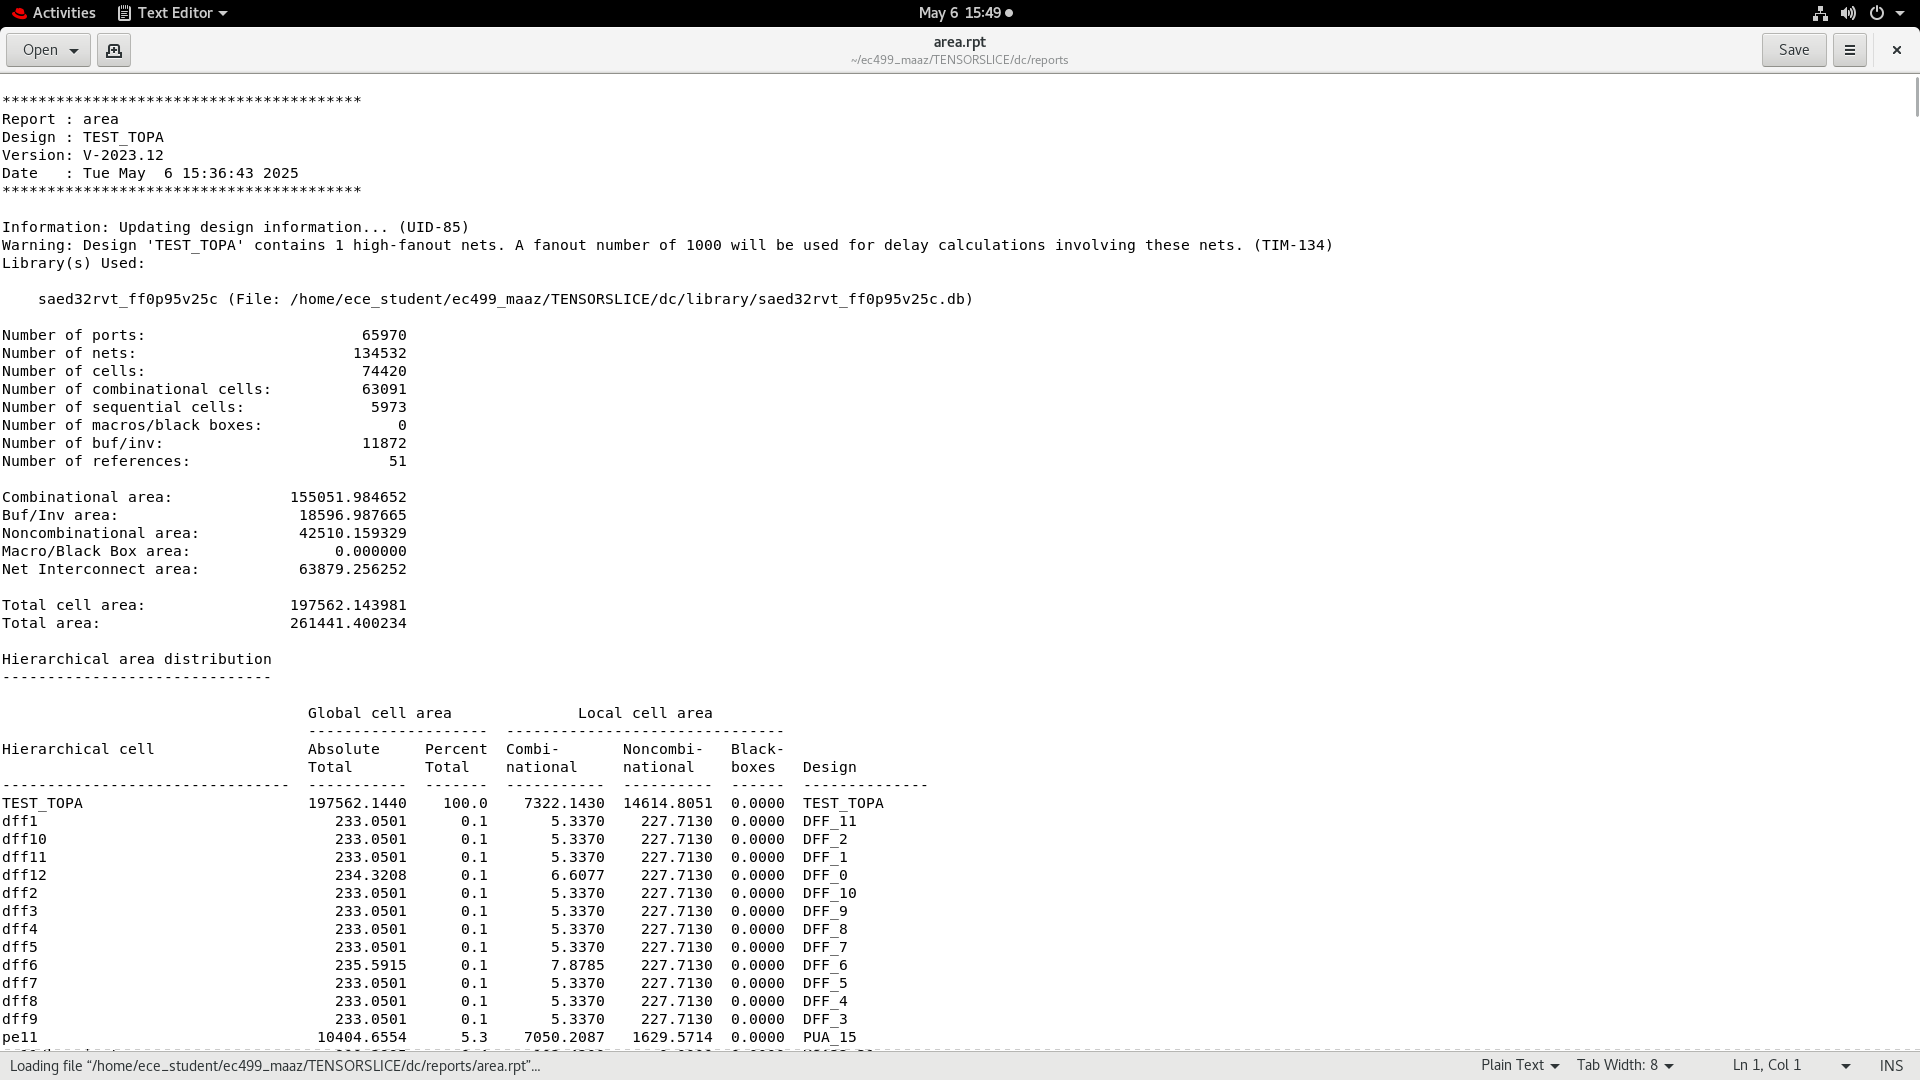 Activities Text Editor May 6 15:49
Open area.rpt Save
~/ec499_maaz/TENSORSLICE/dc/reports
****************************************
Report : area
Design : TEST_TOPA
Version: V-2023.12
Date   : Tue May  6 15:36:43 2025
****************************************
Information: Updating design information... (UID-85)
Warning: Design 'TEST_TOPA' contains 1 high-fanout nets. A fanout number of 1000 will be used for delay calculations involving these nets. (TIM-134)
Library(s) Used:
saed32rvt_ff0p95v25c (File: /home/ece_student/ec499_maaz/TENSORSLICE/dc/library/saed32rvt_ff0p95v25c.db)
Number of ports: 65970
Number of nets: 134532
Number of cells: 74420
Number of combinational cells: 63091
Number of sequential cells: 5973
Number of macros/black boxes: 0
Number of buf/inv: 11872
Number of references: 51
Combinational area: 155051.984652
Buf/Inv area: 18596.987665
Noncombinational area: 42510.159329
Macro/Black Box area: 0.000000
Net Interconnect area: 63879.256252
Total cell area: 197562.143981
Total area: 261441.400234
Hierarchical area distribution
------------------------------
Global cell area Local cell area
-------------------- -------------------------------
Hierarchical cell Absolute Percent Combi- Noncombi- Black-
Total Total national national boxes Design
-------------------------------- ----------- ------- ----------- ---------- ------ --------------
TEST_TOPA 197562.1440 100.0 7322.1430 14614.8051 0.0000 TEST_TOPA
dff1 233.0501 0.1 5.3370 227.7130 0.0000 DFF_11
dff10 233.0501 0.1 5.3370 227.7130 0.0000 DFF_2
dff11 233.0501 0.1 5.3370 227.7130 0.0000 DFF_1
dff12 234.3208 0.1 6.6077 227.7130 0.0000 DFF_0
dff2 233.0501 0.1 5.3370 227.7130 0.0000 DFF_10
dff3 233.0501 0.1 5.3370 227.7130 0.0000 DFF_9
dff4 233.0501 0.1 5.3370 227.7130 0.0000 DFF_8
dff5 233.0501 0.1 5.3370 227.7130 0.0000 DFF_7
dff6 235.5915 0.1 7.8785 227.7130 0.0000 DFF_6
dff7 233.0501 0.1 5.3370 227.7130 0.0000 DFF_5
dff8 233.0501 0.1 5.3370 227.7130 0.0000 DFF_4
dff9 233.0501 0.1 5.3370 227.7130 0.0000 DFF_3
pe11 10404.6554 5.3 7050.2087 1629.5714 0.0000 PUA_15
Loading file “/home/ece_student/ec499_maaz/TENSORSLICE/dc/reports/area.rpt”... Plain Text Tab Width: 8 Ln 1, Col 1 INS